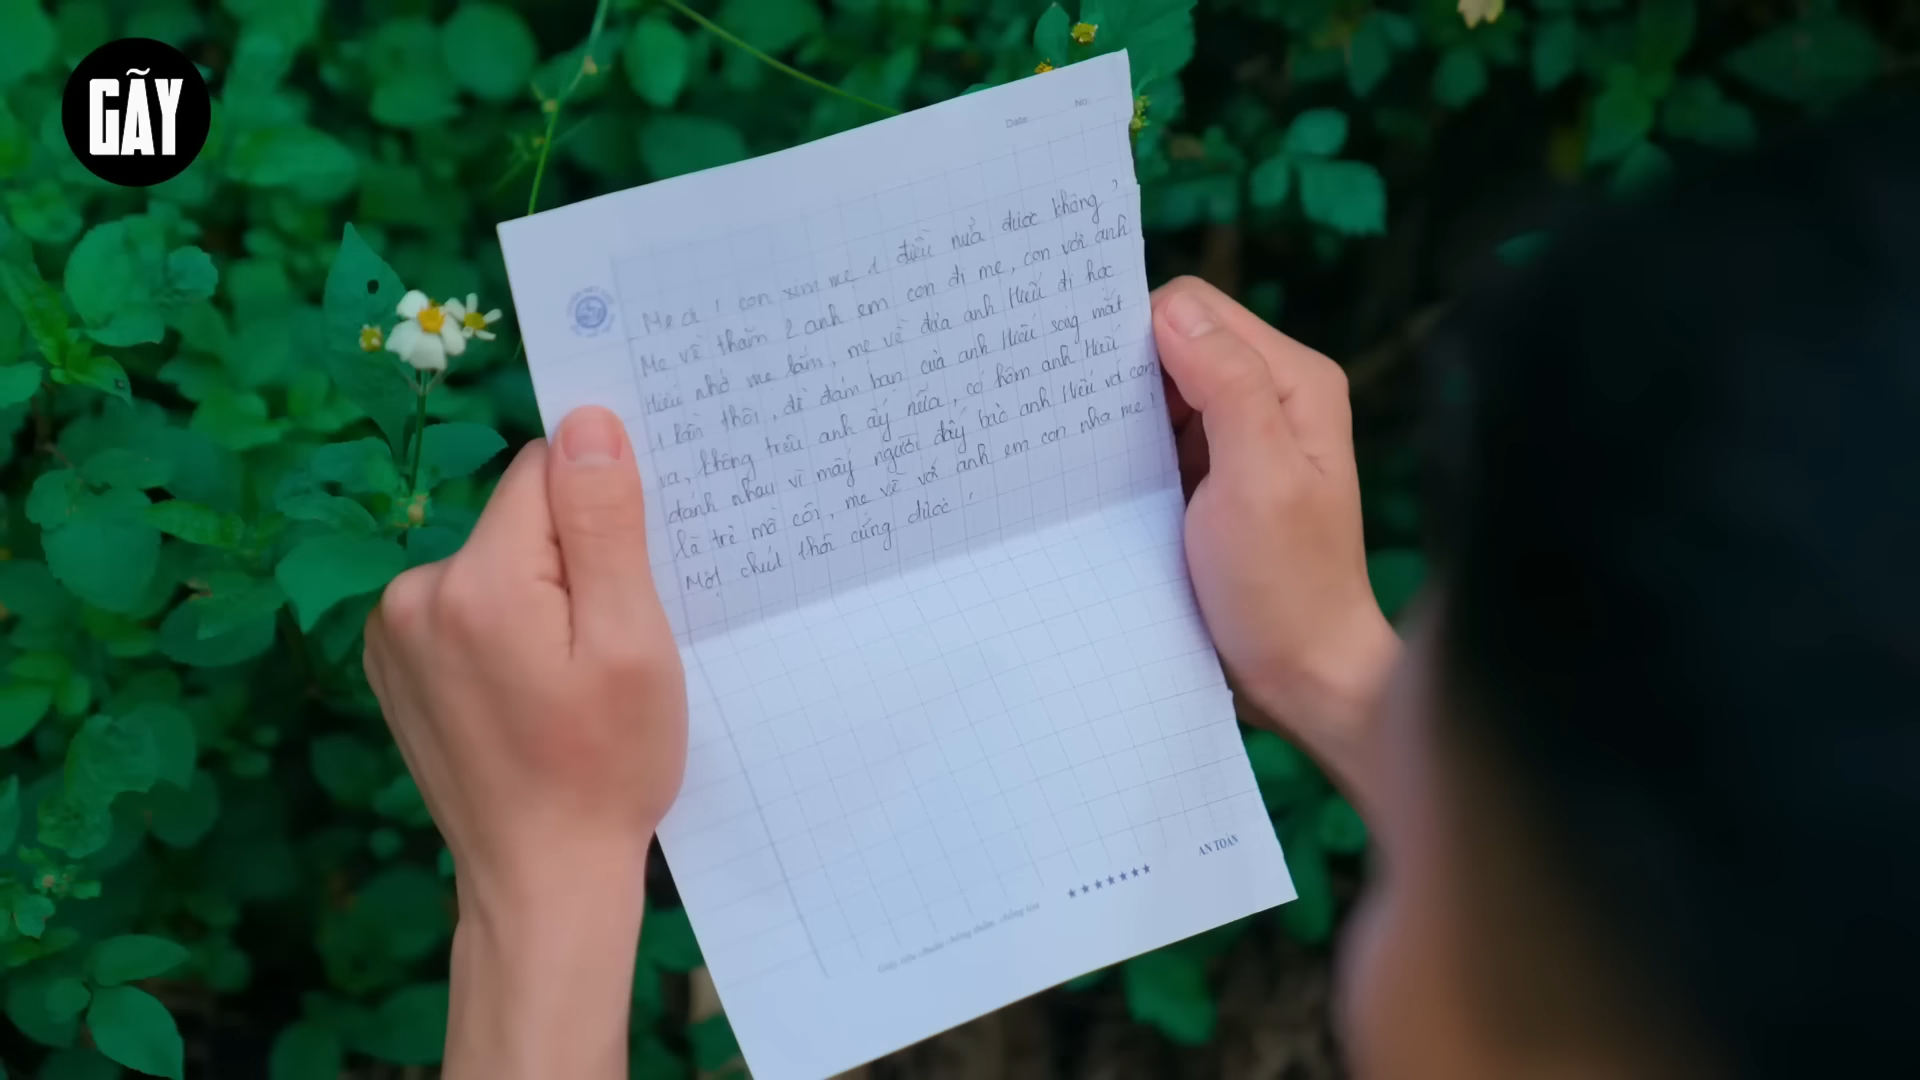 GÃY
Date No
Mẹ ơi ! con xin mẹ 1 điều nữa được không ?
Mẹ về thăm 2 anh em con đi mẹ, con với anh
Hiếu nhớ mẹ lắm, mẹ về đưa anh Hiếu đi học
1 lần thôi, để đám bạn của anh Hiếu sáng mắt
ra, không trêu anh ấy nữa, có hôm anh Hiếu
đánh nhau vì mấy người đấy bảo anh Hiếu và con
là trẻ mồ côi, mẹ về với anh em con nha mẹ !
Một chút thôi cũng được !
★★★★★★★ AN TOÀN